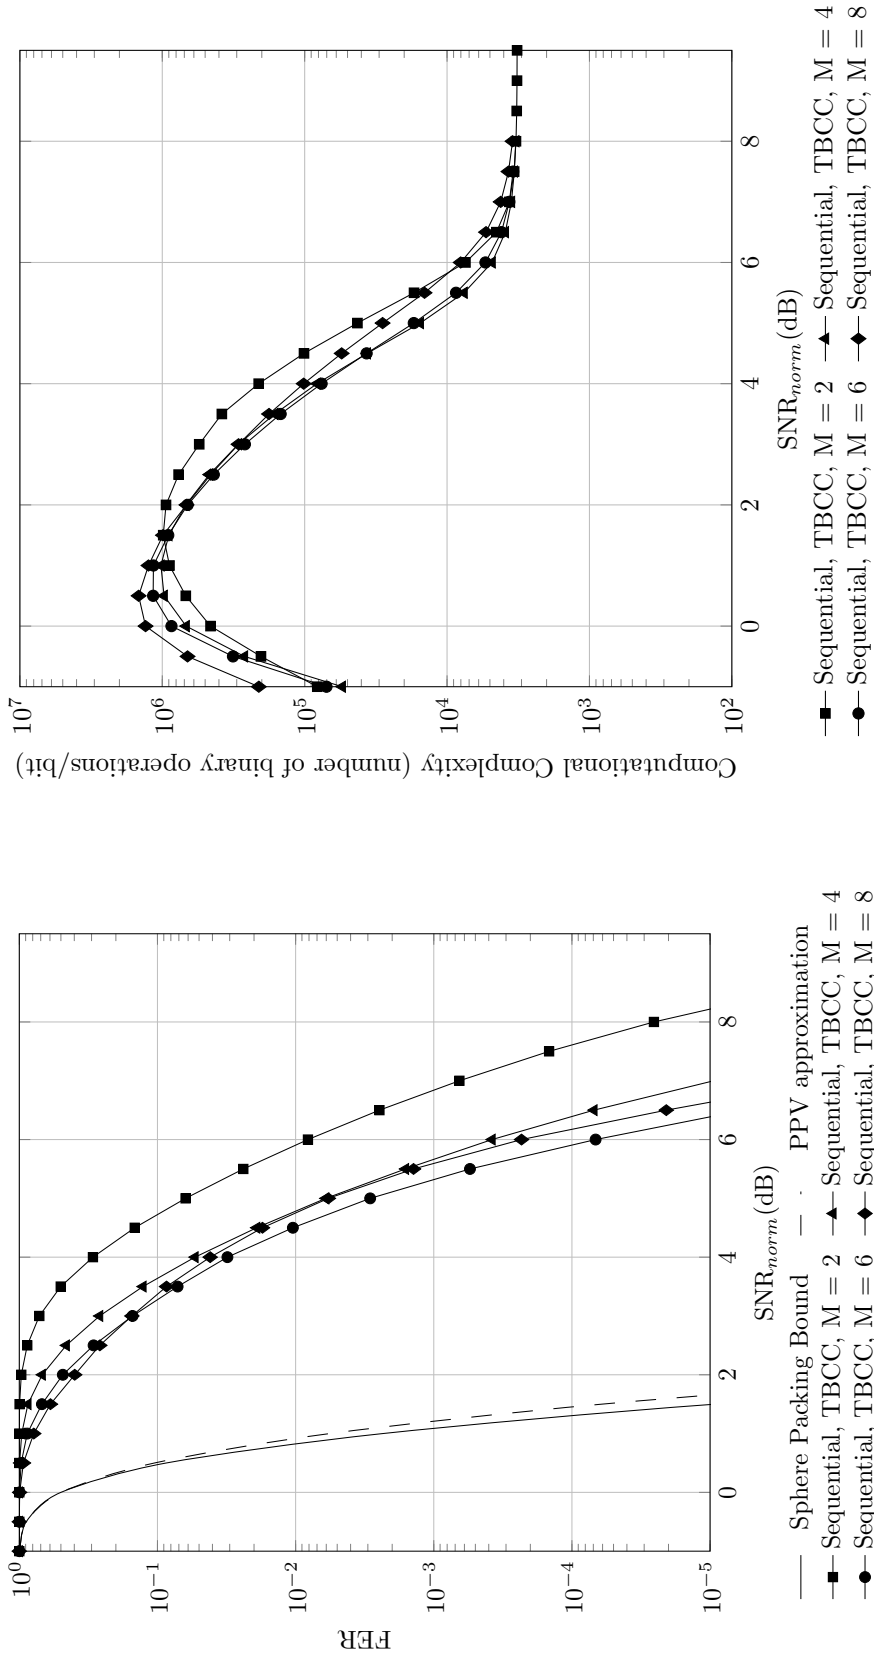 10^0
10^-1
10^-2
10^-3
10^-4
10^-5
0
2
4
6
8
SNR_norm(dB)
FER
Sphere Packing Bound
PPV approximation
Sequential, TBCC, M = 2
Sequential, TBCC, M = 4
Sequential, TBCC, M = 6
Sequential, TBCC, M = 8
10^7
10^6
10^5
10^4
10^3
10^2
0
2
4
6
8
SNR_norm(dB)
Computational Complexity (number of binary operations/bit)
Sequential, TBCC, M = 2
Sequential, TBCC, M = 4
Sequential, TBCC, M = 6
Sequential, TBCC, M = 8